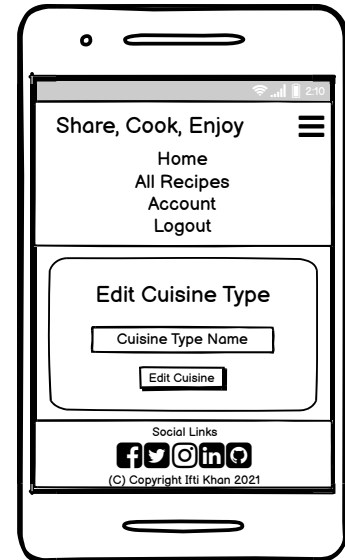 2:10
Share, Cook, Enjoy
Home
All Recipes
Account
Logout
Edit Cuisine Type
Cuisine Type Name
Edit Cuisine
Social Links
(C) Copyright Ifti Khan 2021